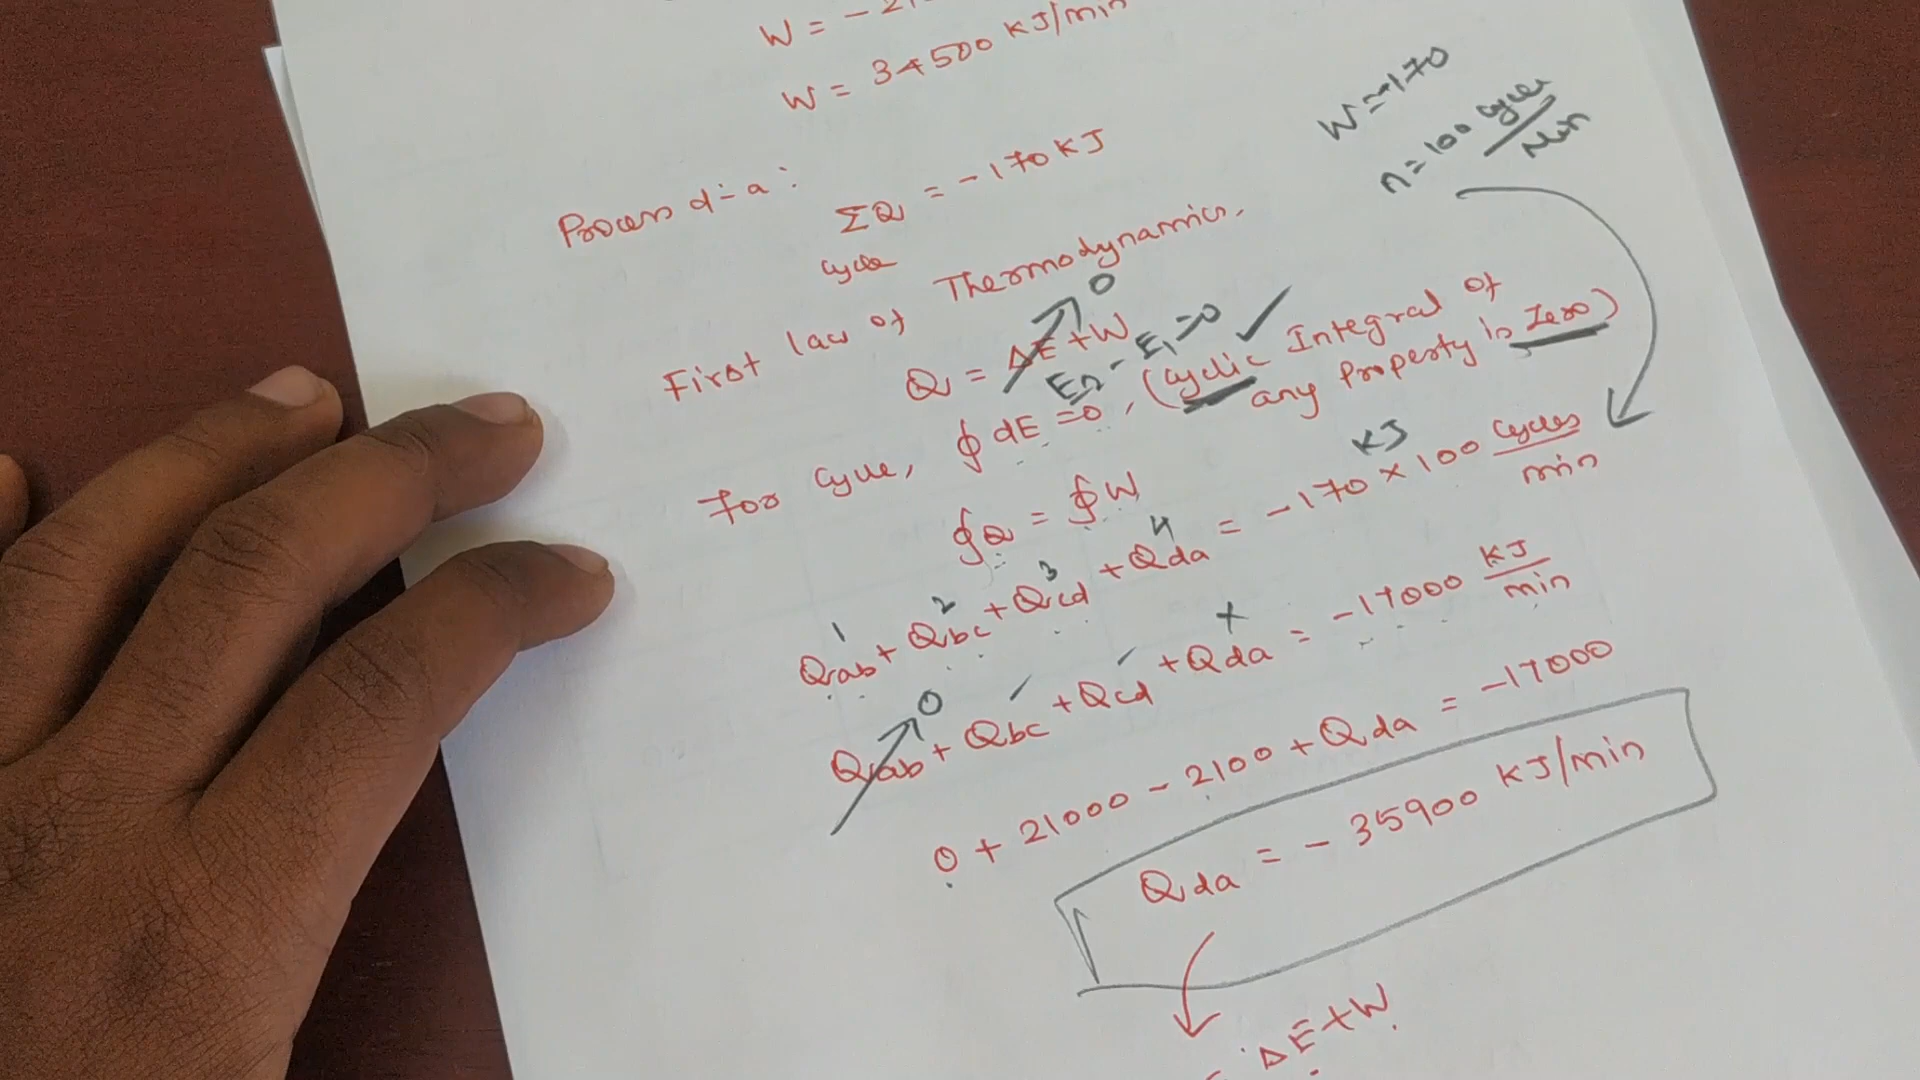 W = -2
W = 34500 KJ/min
W = -170
n = 100 cycles/min
Process d-a:
ΣQ = -170 KJ
cycle
First law of Thermodynamics,
Q = ΔE + W
0
E2 - E1 = 0 ✓
For cycle, ∮ dE = 0, (Cyclic Integral of any Property is Zero)
∮Q = ∮W
KJ
1 2 3 4
Qab + Qbc + Qcd + Qda = -170 × 100 cycles/min
Qab + Qbc + Qcd + Qda = -17000 KJ/min
0
0 + 21000 - 2100 + Qda = -17000
Qda = - 35900 KJ/min
ΔE + W